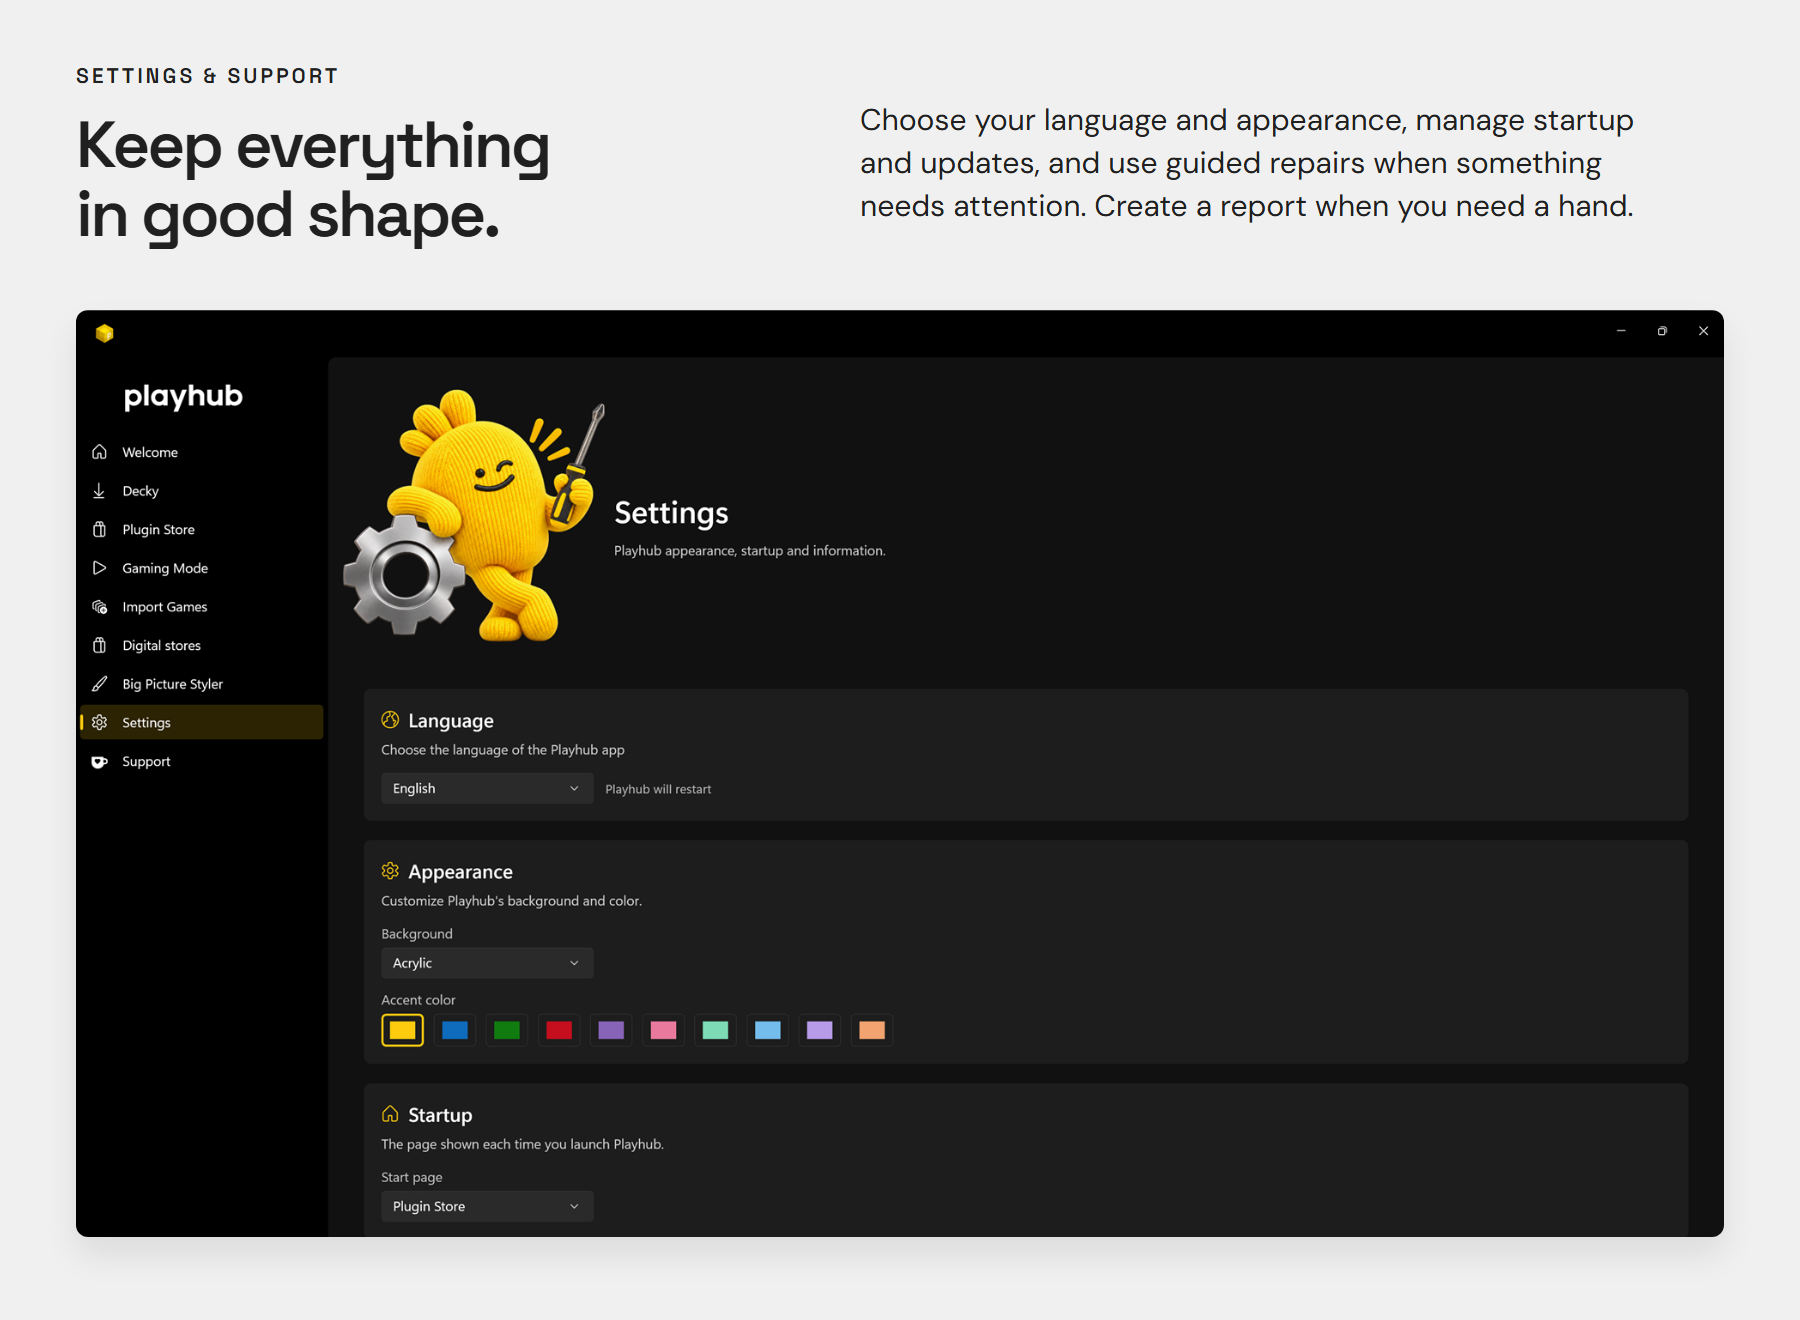 SETTINGS & SUPPORT
Keep everything
in good shape.
Choose your language and appearance, manage startup
and updates, and use guided repairs when something
needs attention. Create a report when you need a hand.
playhub
Welcome
Decky
Plugin Store
Gaming Mode
Import Games
Digital stores
Big Picture Styler
Settings
Support
Settings
Playhub appearance, startup and information.
Language
Choose the language of the Playhub app
English
Playhub will restart
Appearance
Customize Playhub's background and color.
Background
Acrylic
Accent color
Startup
The page shown each time you launch Playhub.
Start page
Plugin Store